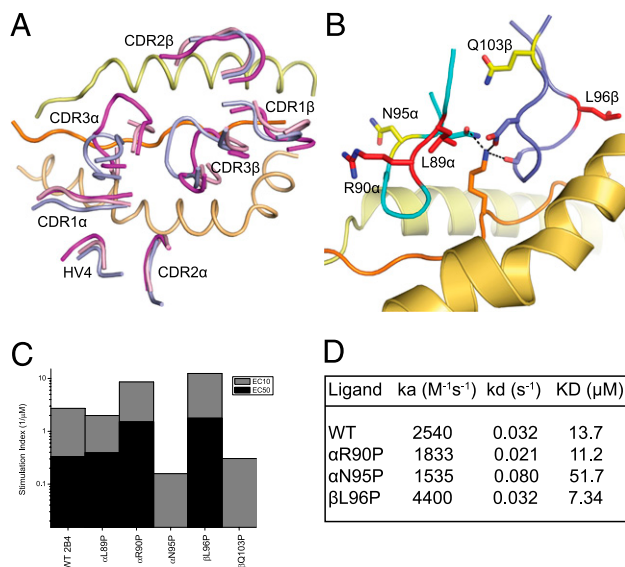 A
CDR2β
CDR3α
CDR1β
CDR3β
CDR1α
HV4
CDR2α
B
Q103β
L96β
N95α
L89α
R90α
C
EC10
EC50
Stimulation Index (1/μM)
10
1
0.1
WT 2B4
αL89P
αR90P
αN95P
βL96P
βQ103P
D
Ligand ka (M⁻¹s⁻¹) kd (s⁻¹) KD (μM)
WT 2540 0.032 13.7
αR90P 1833 0.021 11.2
αN95P 1535 0.080 51.7
βL96P 4400 0.032 7.34